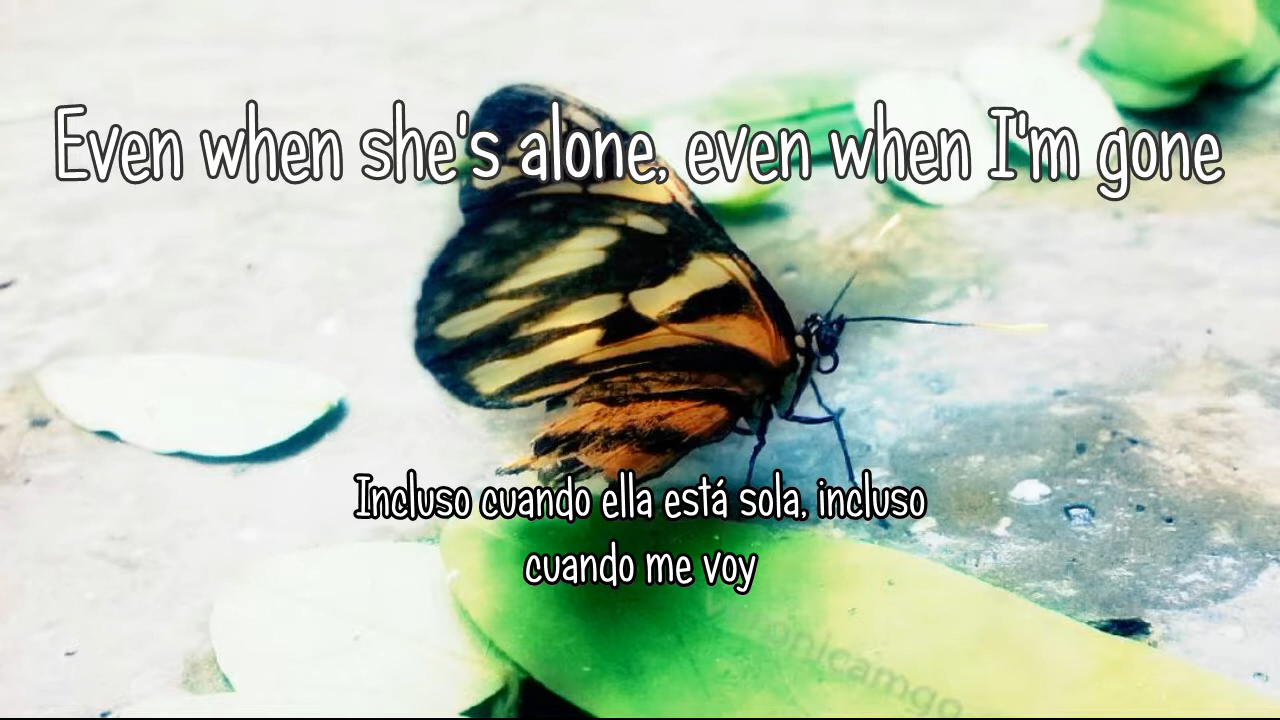 Even when she's alone, even when I'm gone
Incluso cuando ella está sola, incluso
cuando me voy